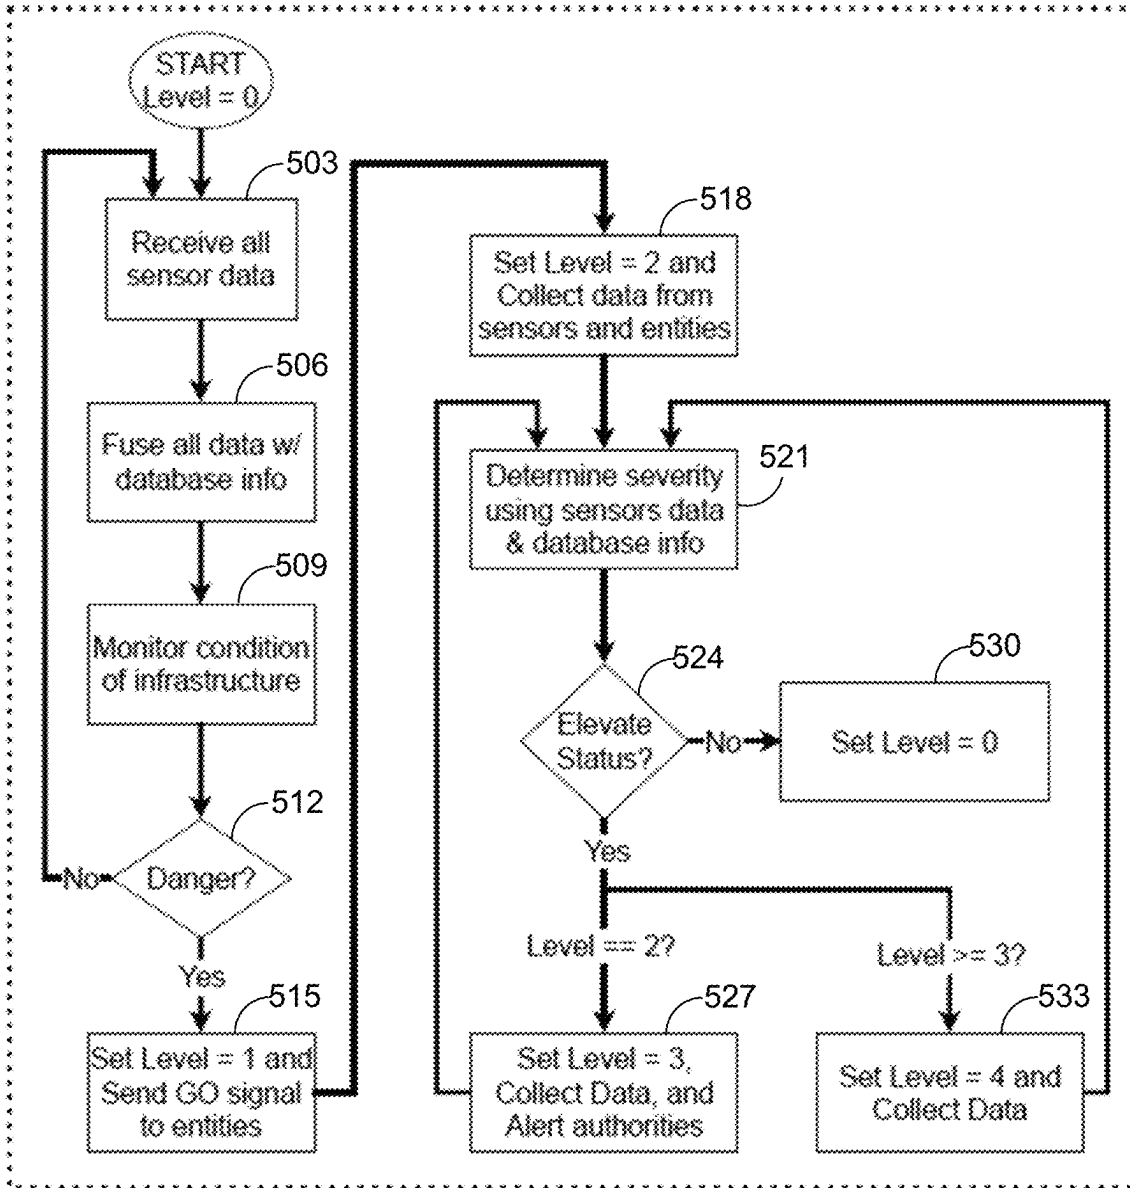 START
Level = 0
503
Receive all
sensor data
506
Fuse all data w/
database info
509
Monitor condition
of infrastructure
512
Danger?
No
Yes
515
Set Level = 1 and
Send GO signal
to entities
518
Set Level = 2 and
Collect data from
sensors and entities
521
Determine severity
using sensors data
& database info
524
Elevate
Status?
No
530
Set Level = 0
Yes
Level == 2?
Level >= 3?
527
Set Level = 3,
Collect Data, and
Alert authorities
533
Set Level = 4 and
Collect Data